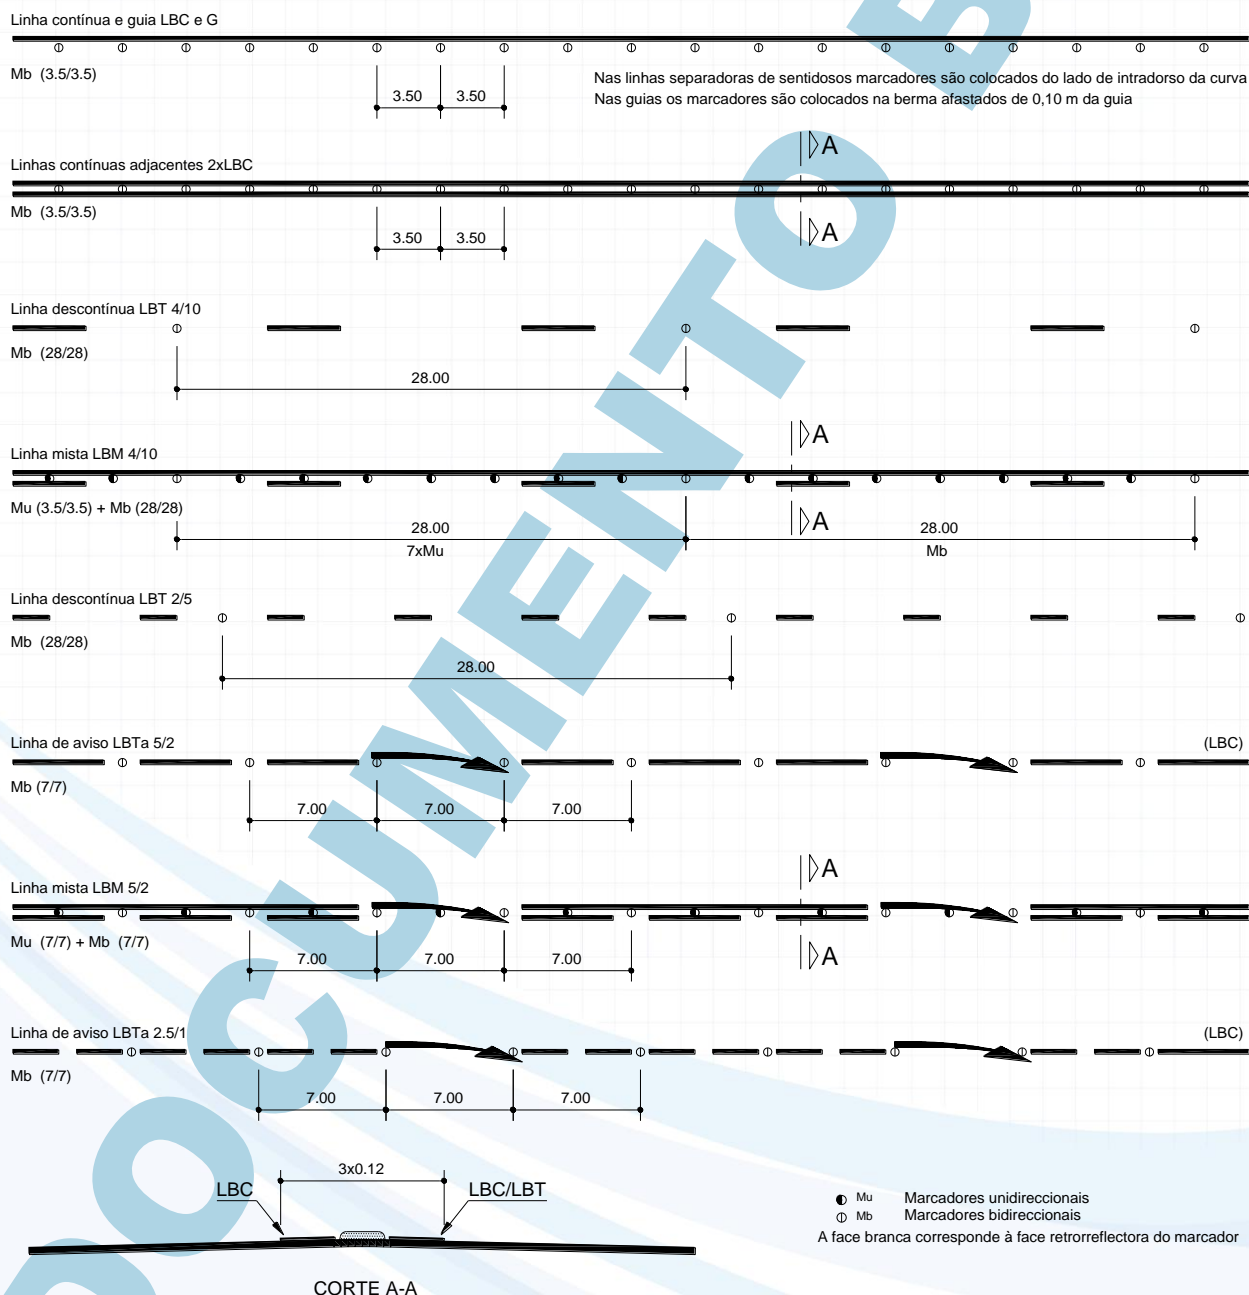 Linha contínua e guia LBC e G
Mb (3.5/3.5)
3.50 3.50
Nas linhas separadoras de sentidosos marcadores são colocados do lado de intradorso da curva
Nas guias os marcadores são colocados na berma afastados de 0,10 m da guia
A
Linhas contínuas adjacentes 2xLBC
Mb (3.5/3.5)
3.50 3.50
A
Linha descontínua LBT 4/10
Mb (28/28)
28.00
A
Linha mista LBM 4/10
Mu (3.5/3.5) + Mb (28/28)
28.00
7xMu
A
28.00
Mb
Linha descontínua LBT 2/5
Mb (28/28)
28.00
Linha de aviso LBTa 5/2
(LBC)
Mb (7/7)
7.00 7.00 7.00
A
Linha mista LBM 5/2
Mu (7/7) + Mb (7/7)
7.00 7.00 7.00
A
Linha de aviso LBTa 2.5/1
(LBC)
Mb (7/7)
7.00 7.00 7.00
3x0.12
LBC
LBC/LBT
CORTE A-A
Mu Marcadores unidireccionais
Mb Marcadores bidireccionais
A face branca corresponde à face retrorreflectora do marcador
DOCUMENTO B